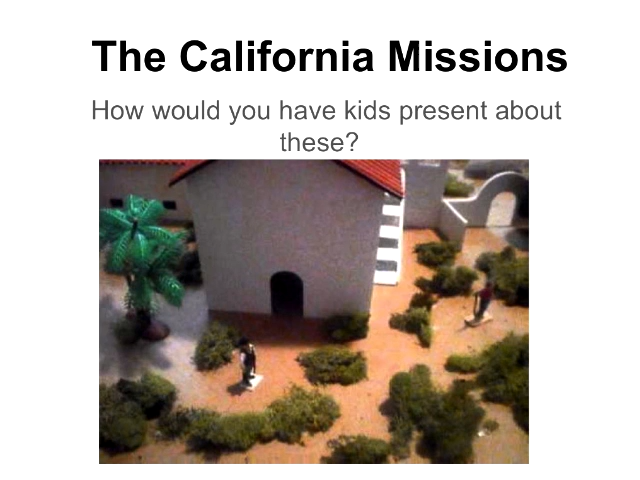 The California Missions
How would you have kids present about
these?